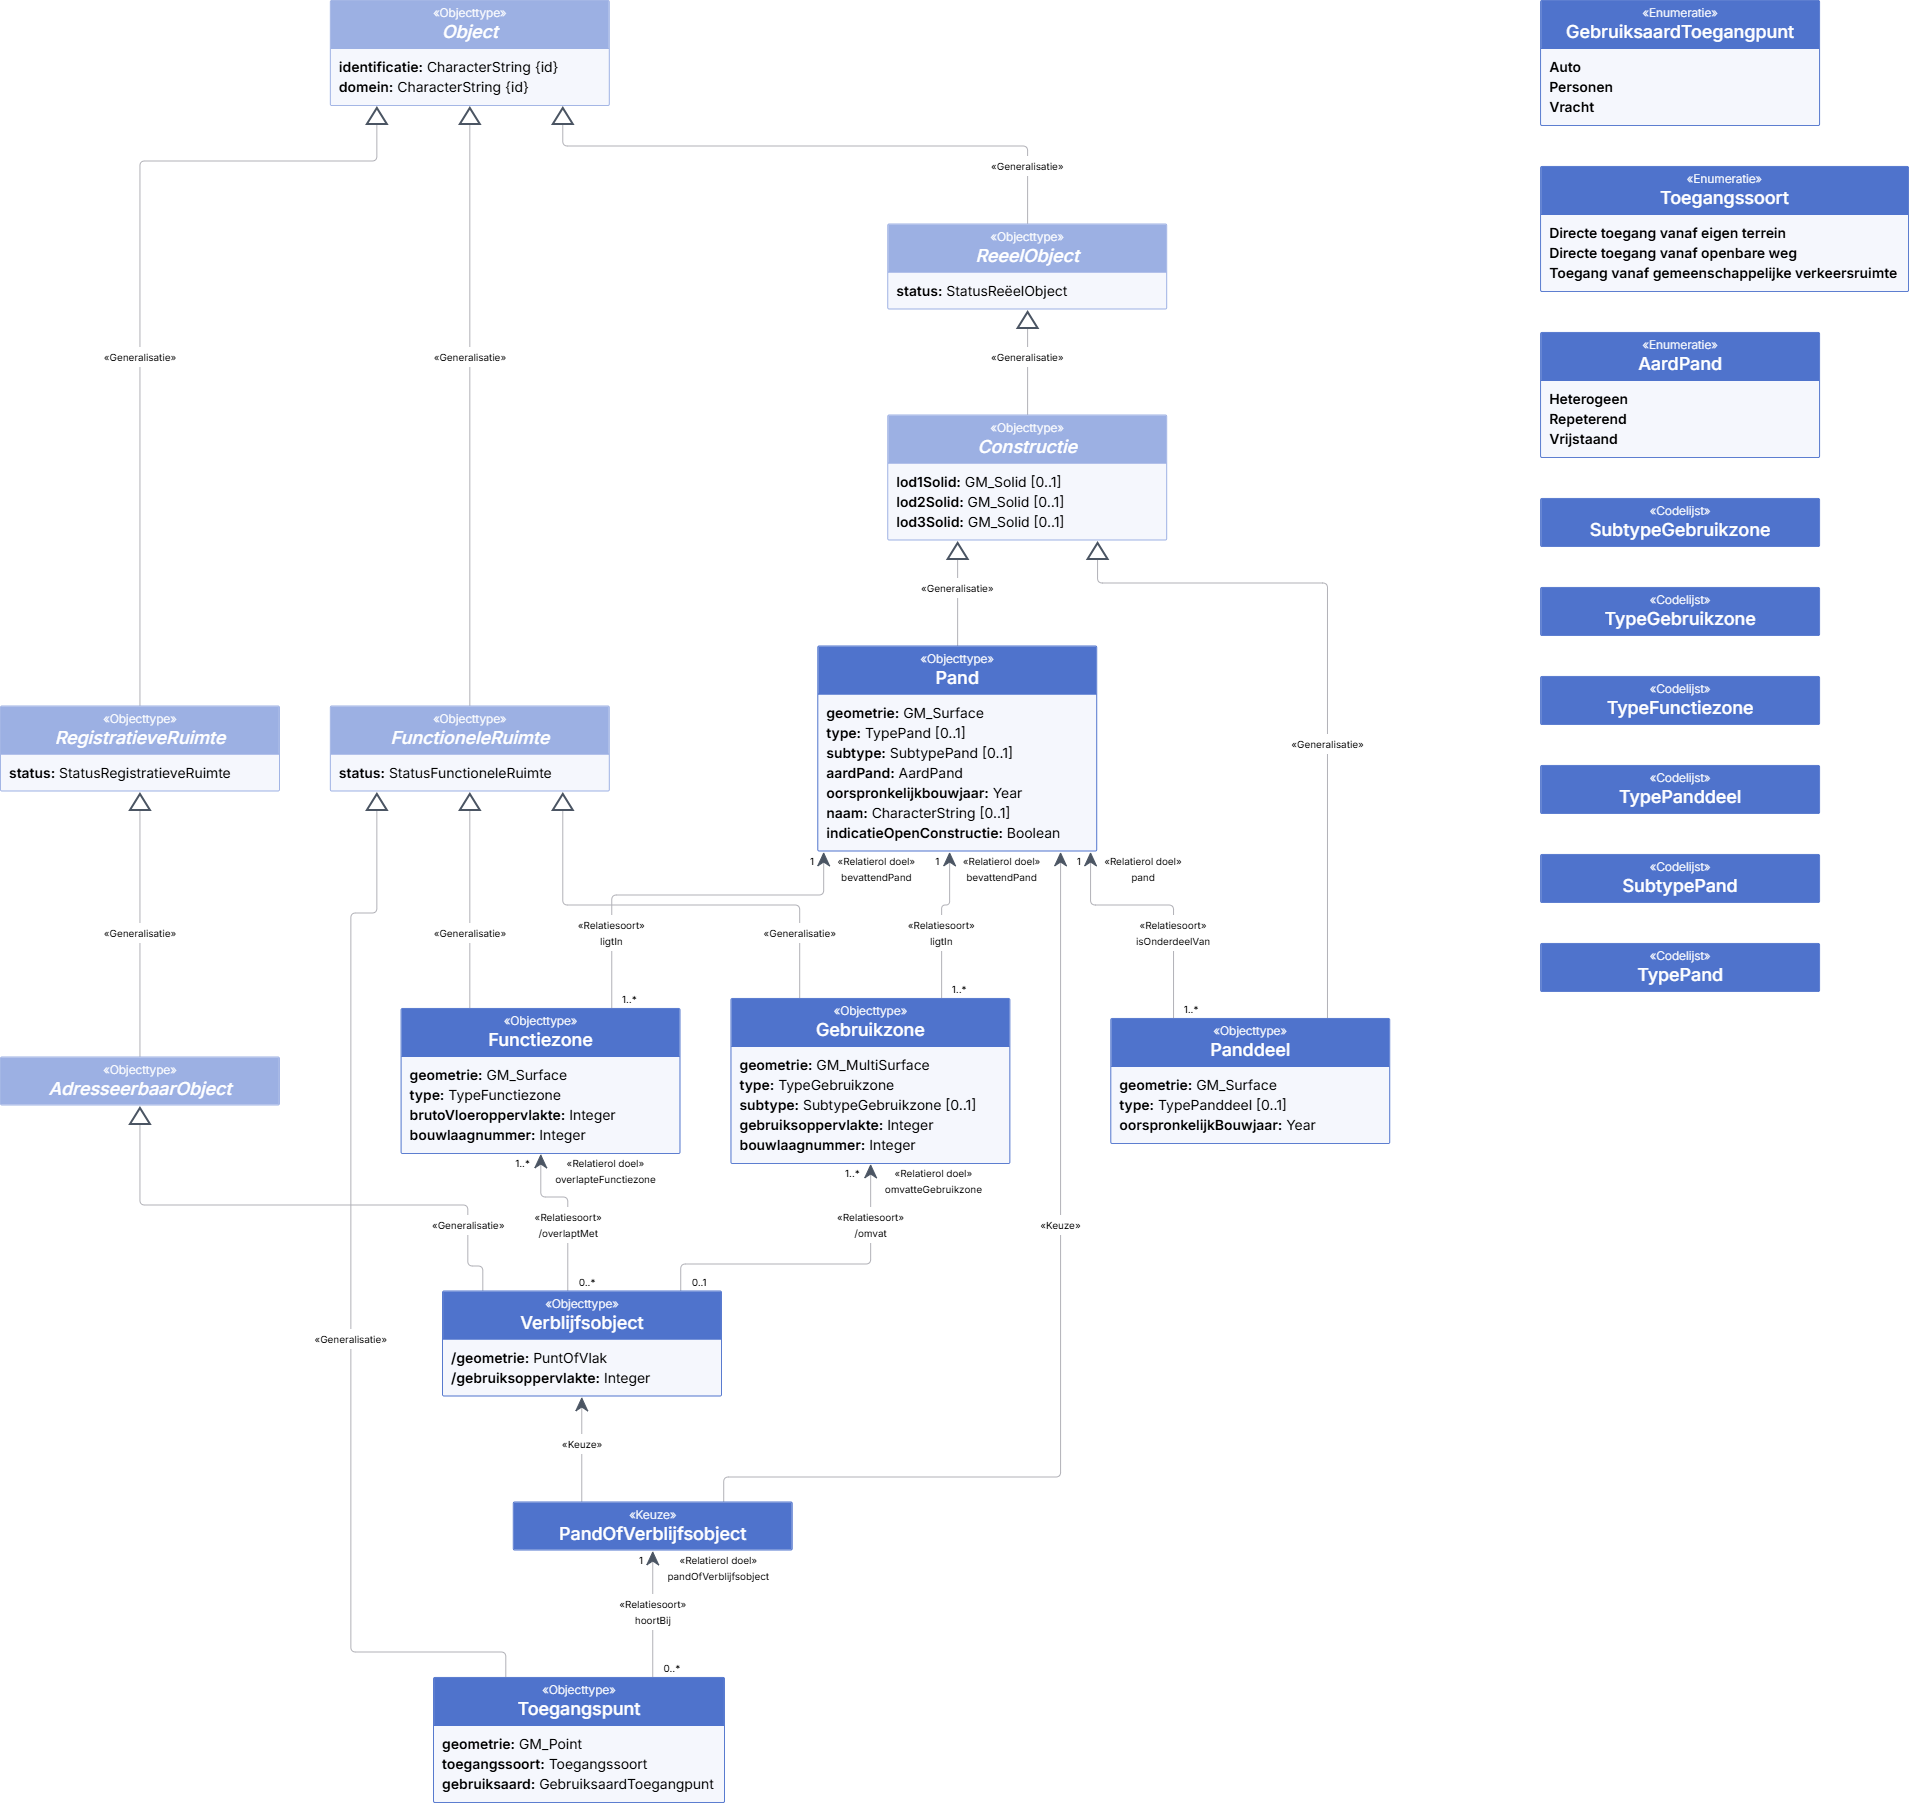 «Objecttype»
Object
identificatie: CharacterString {id}
domein: CharacterString {id}
«Enumeratie»
GebruiksaardToegangpunt
Auto
Personen
Vracht
«Generalisatie»
«Enumeratie»
Toegangssoort
Directe toegang vanaf eigen terrein
Directe toegang vanaf openbare weg
Toegang vanaf gemeenschappelijke verkeersruimte
«Objecttype»
ReeelObject
status: StatusReëelObject
«Generalisatie»
«Generalisatie»
«Generalisatie»
«Enumeratie»
AardPand
Heterogeen
Repeterend
Vrijstaand
«Objecttype»
Constructie
lod1Solid: GM_Solid [0..1]
lod2Solid: GM_Solid [0..1]
lod3Solid: GM_Solid [0..1]
«Codelijst»
SubtypeGebruikzone
«Generalisatie»
«Codelijst»
TypeGebruikzone
«Objecttype»
Pand
geometrie: GM_Surface
type: TypePand [0..1]
subtype: SubtypePand [0..1]
aardPand: AardPand
oorspronkelijkbouwjaar: Year
naam: CharacterString [0..1]
indicatieOpenConstructie: Boolean
«Codelijst»
TypeFunctiezone
«Objecttype»
RegistratieveRuimte
status: StatusRegistratieveRuimte
«Objecttype»
FunctioneleRuimte
status: StatusFunctioneleRuimte
«Generalisatie»
«Codelijst»
TypePanddeel
1
«Relatierol doel»
bevattendPand
1
«Relatierol doel»
bevattendPand
1
«Relatierol doel»
pand
«Codelijst»
SubtypePand
«Generalisatie»
«Generalisatie»
«Relatiesoort»
ligtIn
«Generalisatie»
«Relatiesoort»
ligtIn
«Relatiesoort»
isOnderdeelVan
«Codelijst»
TypePand
1..*
1..*
1..*
«Objecttype»
Functiezone
geometrie: GM_Surface
type: TypeFunctiezone
brutoVloeroppervlakte: Integer
bouwlaagnummer: Integer
«Objecttype»
Gebruikzone
geometrie: GM_MultiSurface
type: TypeGebruikzone
subtype: SubtypeGebruikzone [0..1]
gebruiksoppervlakte: Integer
bouwlaagnummer: Integer
«Objecttype»
Panddeel
geometrie: GM_Surface
type: TypePanddeel [0..1]
oorspronkelijkBouwjaar: Year
«Objecttype»
AdresseerbaarObject
1..*
«Relatierol doel»
overlapteFunctiezone
1..*
«Relatierol doel»
omvatteGebruikzone
«Generalisatie»
«Relatiesoort»
/overlaptMet
«Relatiesoort»
/omvat
«Keuze»
0..*
0..1
«Objecttype»
Verblijfsobject
/geometrie: PuntOfVlak
/gebruiksoppervlakte: Integer
«Generalisatie»
«Keuze»
«Keuze»
PandOfVerblijfsobject
1
«Relatierol doel»
pandOfVerblijfsobject
«Relatiesoort»
hoortBij
0..*
«Objecttype»
Toegangspunt
geometrie: GM_Point
toegangssoort: Toegangssoort
gebruiksaard: GebruiksaardToegangpunt